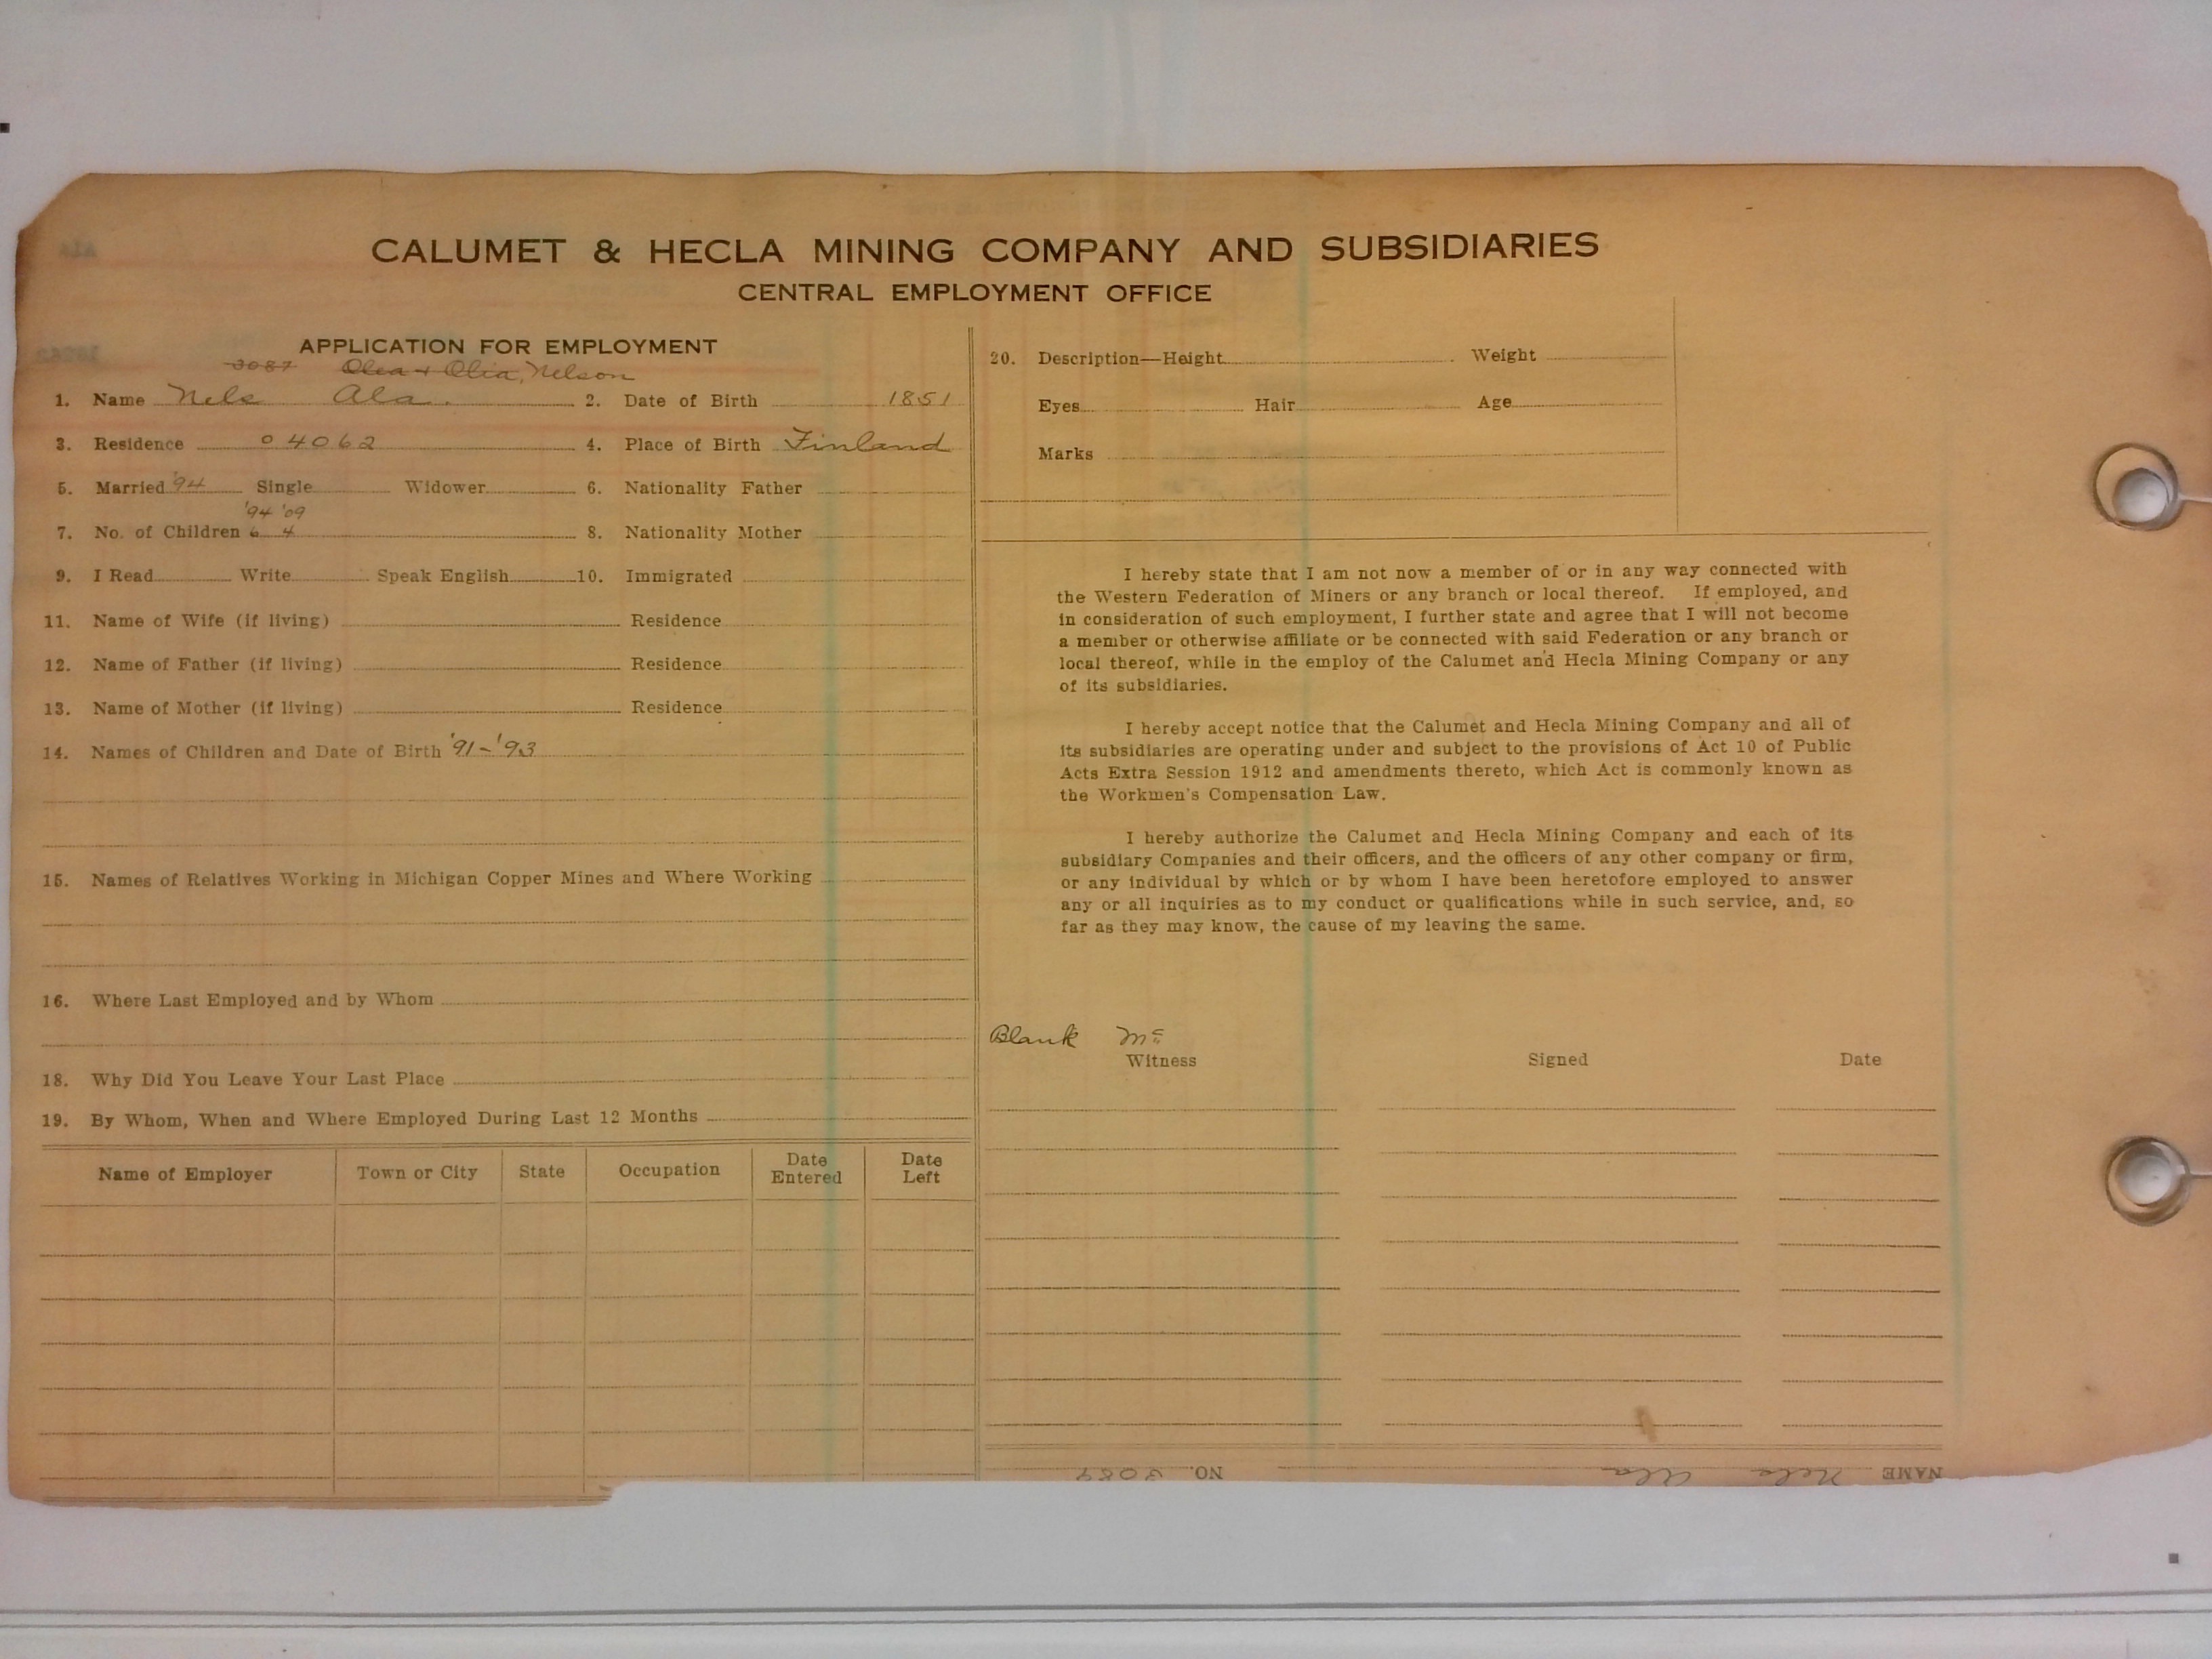 CALUMET & HECLA MINING COMPANY AND SUBSIDIARIES
CENTRAL EMPLOYMENT OFFICE
APPLICATION FOR EMPLOYMENT
3087 Olea + Olia, Nelson
1. Name Nels Ala. 2. Date of Birth 1851
3. Residence 04062 4. Place of Birth Finland
5. Married '94 Single Widower 6. Nationality Father
'94 '09
7. No. of Children 6 4 8. Nationality Mother
9. I Read Write Speak English 10. Immigrated
11. Name of Wife (if living) Residence
12. Name of Father (if living) Residence
13. Name of Mother (if living) Residence
14. Names of Children and Date of Birth '91-'93
15. Names of Relatives Working in Michigan Copper Mines and Where Working
16. Where Last Employed and by Whom
18. Why Did You Leave Your Last Place
19. By Whom, When and Where Employed During Last 12 Months
Name of Employer Town or City State Occupation Date Entered Date Left
20. Description—Height Weight
Eyes Hair Age
Marks
I hereby state that I am not now a member of or in any way connected with
the Western Federation of Miners or any branch or local thereof. If employed, and
in consideration of such employment, I further state and agree that I will not become
a member or otherwise affiliate or be connected with said Federation or any branch or
local thereof, while in the employ of the Calumet and Hecla Mining Company or any
of its subsidiaries.
I hereby accept notice that the Calumet and Hecla Mining Company and all of
its subsidiaries are operating under and subject to the provisions of Act 10 of Public
Acts Extra Session 1912 and amendments thereto, which Act is commonly known as
the Workmen's Compensation Law.
I hereby authorize the Calumet and Hecla Mining Company and each of its
subsidiary Companies and their officers, and the officers of any other company or firm,
or any individual by which or by whom I have been heretofore employed to answer
any or all inquiries as to my conduct or qualifications while in such service, and, so
far as they may know, the cause of my leaving the same.
Blank Mc
Witness Signed Date
NAME Nels Ala NO. 3087